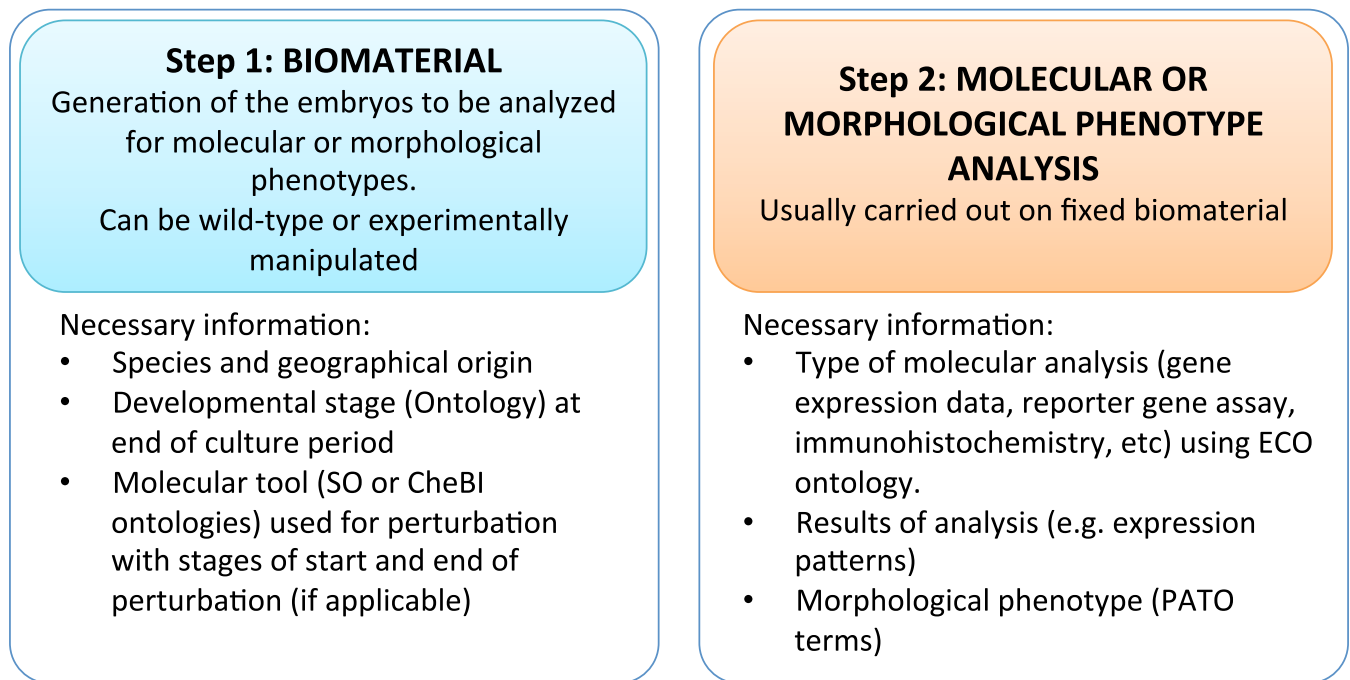 Step 1: BIOMATERIAL
Generation of the embryos to be analyzed
for molecular or morphological
phenotypes.
Can be wild-type or experimentally
manipulated
Necessary information:
• Species and geographical origin
• Developmental stage (Ontology) at
end of culture period
• Molecular tool (SO or CheBI
ontologies) used for perturbation
with stages of start and end of
perturbation (if applicable)
Step 2: MOLECULAR OR
MORPHOLOGICAL PHENOTYPE
ANALYSIS
Usually carried out on fixed biomaterial
Necessary information:
• Type of molecular analysis (gene
expression data, reporter gene assay,
immunohistochemistry, etc) using ECO
ontology.
• Results of analysis (e.g. expression
patterns)
• Morphological phenotype (PATO
terms)